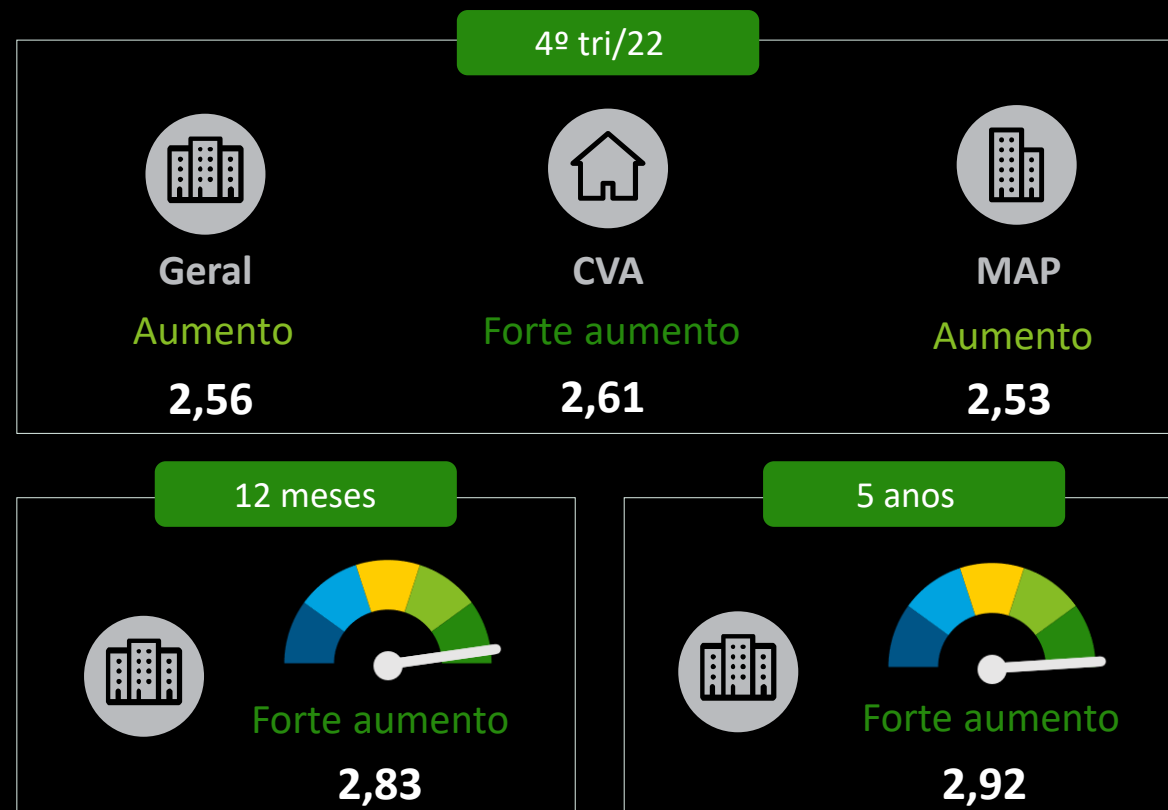 4º tri/22
Geral
CVA
MAP
Aumento
Forte aumento
Aumento
2,56
2,61
2,53
12 meses
5 anos
Forte aumento
Forte aumento
2,83
2,92